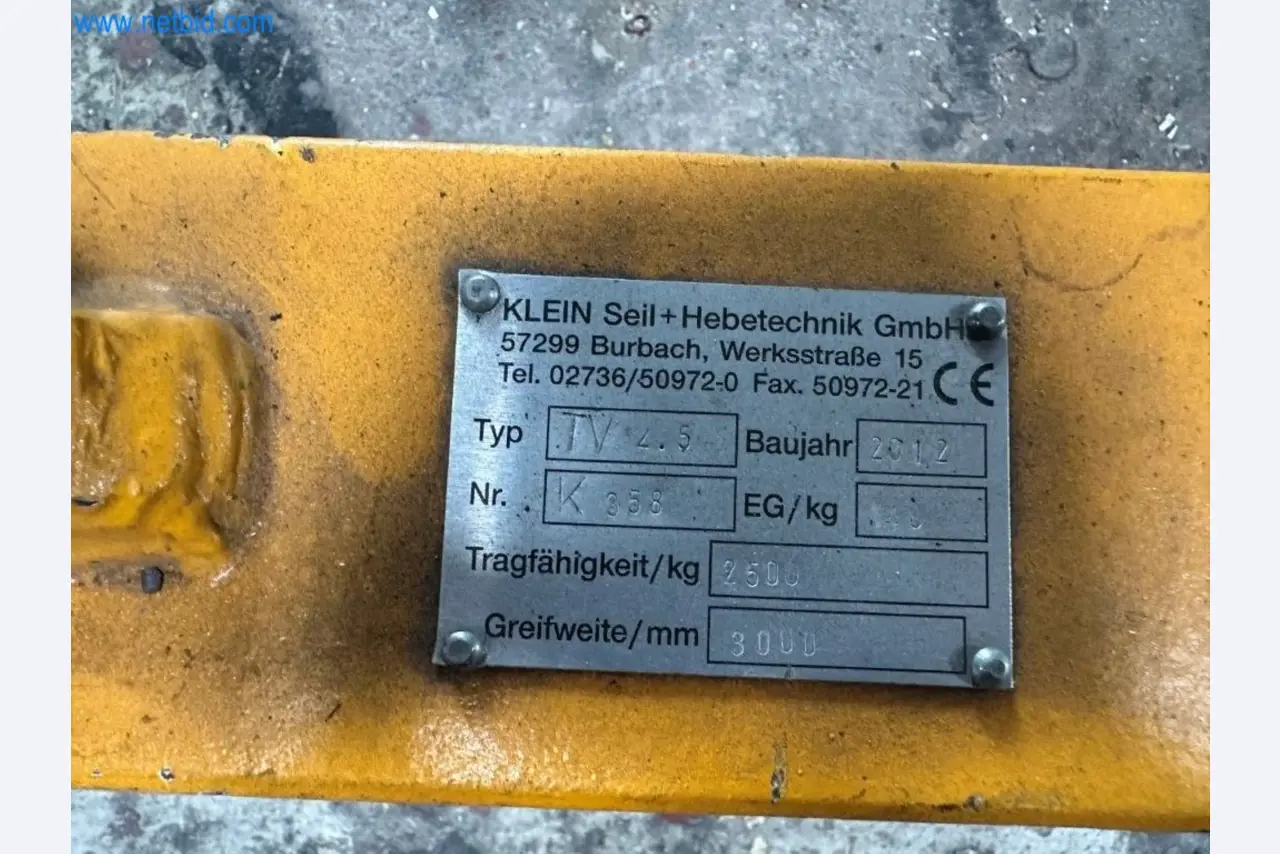 www.netbid.com
KLEIN Seil+Hebetechnik GmbH
57299 Burbach, Werksstraße 15
Tel. 02736/50972-0 Fax. 50972-21 CE
Typ TV 2.5 Baujahr 2012
Nr. K 358 EG/kg
Tragfähigkeit/kg 2500
Greifweite/mm 3000